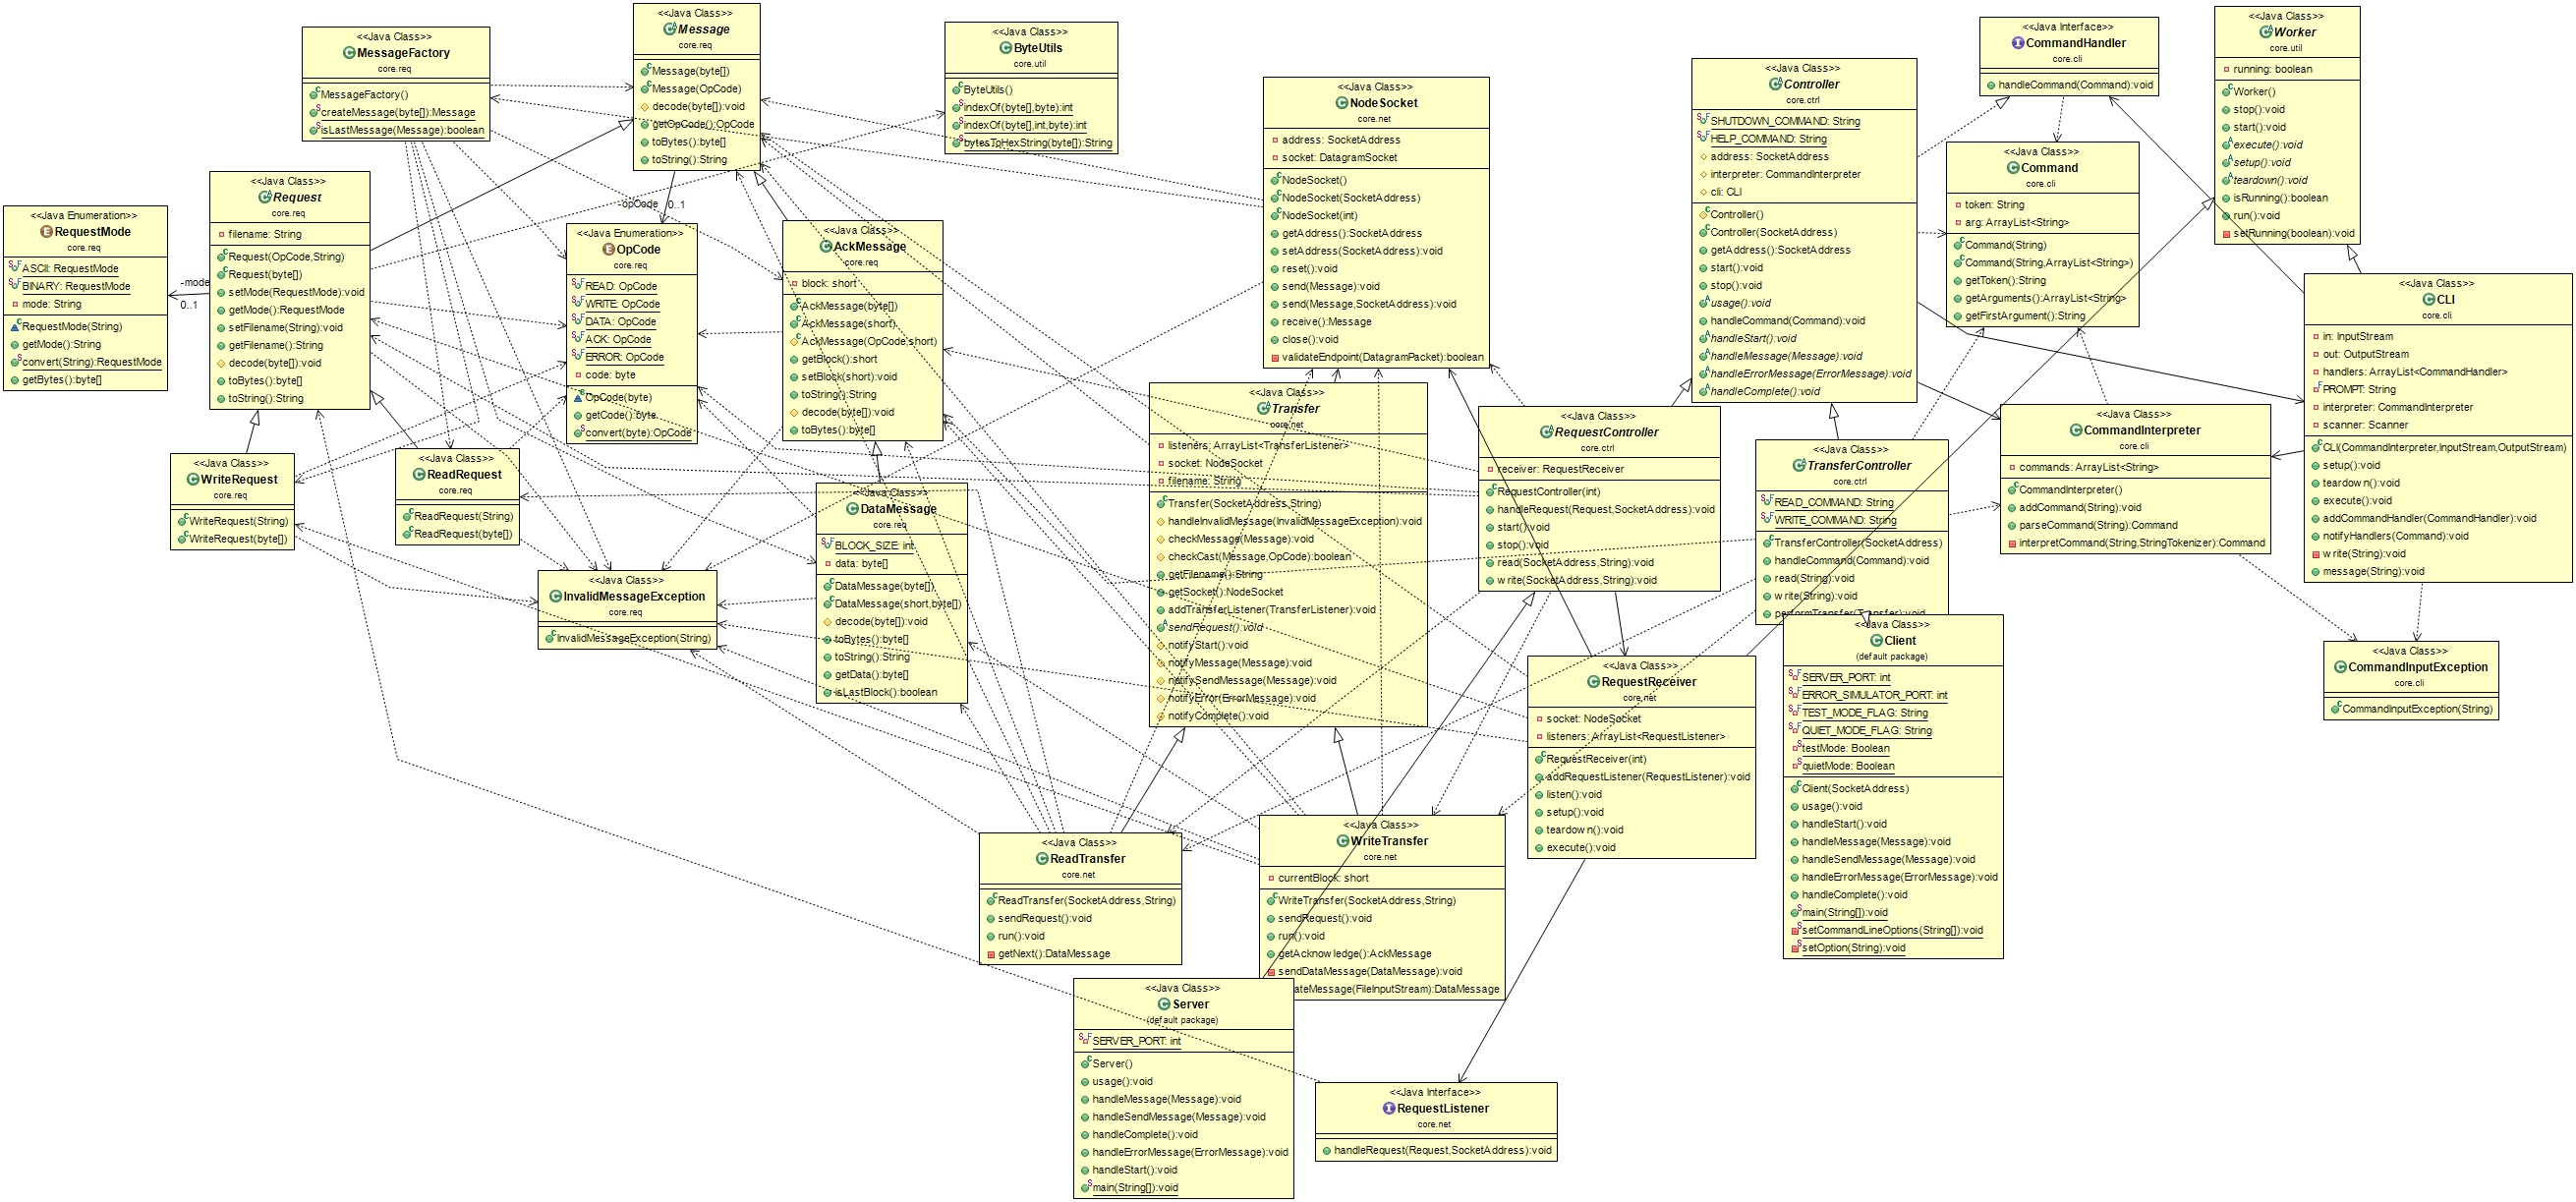 <<Java Class>>
MessageFactory
core.req
MessageFactory()
createMessage(byte[]):Message
isLastMessage(Message):boolean
<<Java Class>>
Message
core.req
Message(byte[])
Message(OpCode)
decode(byte[]):void
getOpCode():OpCode
toBytes():byte[]
toString():String
<<Java Class>>
ByteUtils
core.util
ByteUtils()
indexOf(byte[],byte):int
indexOf(byte[],int,byte):int
bytesToHexString(byte[]):String
<<Java Class>>
NodeSocket
core.net
address: SocketAddress
socket: DatagramSocket
NodeSocket()
NodeSocket(SocketAddress)
NodeSocket(int)
getAddress():SocketAddress
setAddress(SocketAddress):void
reset():void
send(Message):void
send(Message,SocketAddress):void
receive():Message
close():void
validateEndpoint(DatagramPacket):boolean
<<Java Class>>
Controller
core.ctrl
SHUTDOWN_COMMAND: String
HELP_COMMAND: String
address: SocketAddress
interpreter: CommandInterpreter
cli: CLI
Controller()
Controller(SocketAddress)
getAddress():SocketAddress
start():void
stop():void
usage():void
handleCommand(Command):void
handleStart():void
handleMessage(Message):void
handleErrorMessage(ErrorMessage):void
handleComplete():void
<<Java Interface>>
CommandHandler
core.cli
handleCommand(Command):void
<<Java Class>>
Worker
core.util
running: boolean
Worker()
stop():void
start():void
execute():void
setup():void
teardown():void
isRunning():boolean
run():void
setRunning(boolean):void
<<Java Class>>
Command
core.cli
token: String
arg: ArrayList<String>
Command(String)
Command(String,ArrayList<String>)
getToken():String
getArguments():ArrayList<String>
getFirstArgument():String
<<Java Enumeration>>
RequestMode
core.req
ASCII: RequestMode
BINARY: RequestMode
mode: String
RequestMode(String)
getMode():String
convert(String):RequestMode
getBytes():byte[]
-mode
0..1
<<Java Class>>
Request
core.req
filename: String
Request(OpCode,String)
Request(byte[])
setMode(RequestMode):void
getMode():RequestMode
setFilename(String):void
getFilename():String
decode(byte[]):void
toBytes():byte[]
toString():String
-opCode
0..1
<<Java Enumeration>>
OpCode
core.req
READ: OpCode
WRITE: OpCode
DATA: OpCode
ACK: OpCode
ERROR: OpCode
code: byte
OpCode(byte)
getCode():byte
convert(byte):OpCode
<<Java Class>>
AckMessage
core.req
block: short
AckMessage(byte[])
AckMessage(short)
AckMessage(OpCode,short)
getBlock():short
setBlock(short):void
toString():String
decode(byte[]):void
toBytes():byte[]
<<Java Class>>
CLI
core.cli
in: InputStream
out: OutputStream
handlers: ArrayList<CommandHandler>
PROMPT: String
interpreter: CommandInterpreter
scanner: Scanner
CLI(CommandInterpreter,InputStream,OutputStream)
setup():void
teardown():void
execute():void
addCommandHandler(CommandHandler):void
notifyHandlers(Command):void
write(String):void
message(String):void
<<Java Class>>
WriteRequest
core.req
WriteRequest(String)
WriteRequest(byte[])
<<Java Class>>
ReadRequest
core.req
ReadRequest(String)
ReadRequest(byte[])
<<Java Class>>
InvalidMessageException
core.req
InvalidMessageException(String)
<<Java Class>>
DataMessage
core.req
BLOCK_SIZE: int
data: byte[]
DataMessage(byte[])
DataMessage(short,byte[])
decode(byte[]):void
toBytes():byte[]
toString():String
getData():byte[]
isLastBlock():boolean
<<Java Class>>
Transfer
core.net
listeners: ArrayList<TransferListener>
socket: NodeSocket
filename: String
Transfer(SocketAddress,String)
handleInvalidMessage(InvalidMessageException):void
checkMessage(Message):void
checkCast(Message,OpCode):boolean
getFilename():String
getSocket():NodeSocket
addTransferListener(TransferListener):void
sendRequest():void
notifyStart():void
notifyMessage(Message):void
notifySendMessage(Message):void
notifyError(ErrorMessage):void
notifyComplete():void
<<Java Class>>
RequestController
core.ctrl
receiver: RequestReceiver
RequestController(int)
handleRequest(Request,SocketAddress):void
start():void
stop():void
read(SocketAddress,String):void
write(SocketAddress,String):void
<<Java Class>>
TransferController
core.ctrl
READ_COMMAND: String
WRITE_COMMAND: String
TransferController(SocketAddress)
handleCommand(Command):void
read(String):void
write(String):void
performTransfer(Transfer):void
<<Java Class>>
CommandInterpreter
core.cli
commands: ArrayList<String>
CommandInterpreter()
addCommand(String):void
parseCommand(String):Command
interpretCommand(String,StringTokenizer):Command
<<Java Class>>
CommandInputException
core.cli
CommandInputException(String)
<<Java Class>>
Client
(default package)
SERVER_PORT: int
ERROR_SIMULATOR_PORT: int
TEST_MODE_FLAG: String
QUIET_MODE_FLAG: String
testMode: Boolean
quietMode: Boolean
Client(SocketAddress)
usage():void
handleStart():void
handleMessage(Message):void
handleSendMessage(Message):void
handleErrorMessage(ErrorMessage):void
handleComplete():void
main(String[]):void
setCommandLineOptions(String[]):void
setOption(String):void
<<Java Class>>
RequestReceiver
core.net
socket: NodeSocket
listeners: ArrayList<RequestListener>
RequestReceiver(int)
addRequestListener(RequestListener):void
listen():void
setup():void
teardown():void
execute():void
<<Java Class>>
ReadTransfer
core.net
ReadTransfer(SocketAddress,String)
sendRequest():void
run():void
getNext():DataMessage
<<Java Class>>
WriteTransfer
core.net
currentBlock: short
WriteTransfer(SocketAddress,String)
sendRequest():void
run():void
getAcknowledge():AckMessage
sendDataMessage(DataMessage):void
ateMessage(FileInputStream):DataMessage
<<Java Class>>
Server
(default package)
SERVER_PORT: int
Server()
usage():void
handleMessage(Message):void
handleSendMessage(Message):void
handleComplete():void
handleErrorMessage(ErrorMessage):void
handleStart():void
main(String[]):void
<<Java Interface>>
RequestListener
core.net
handleRequest(Request,SocketAddress):void